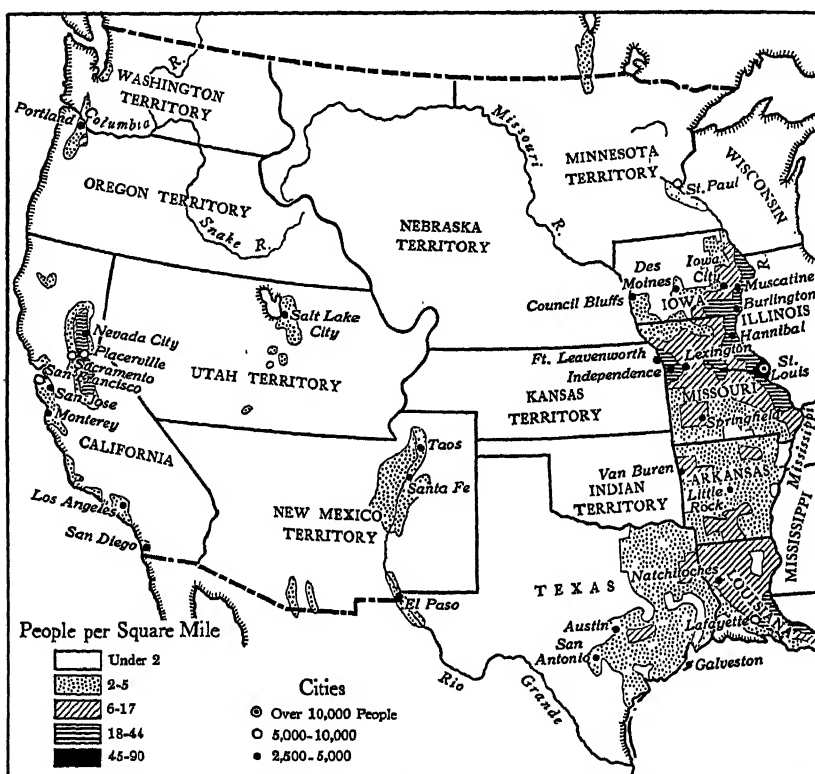 WASHINGTON
TERRITORY
R.
Portland
Columbia
OREGON TERRITORY
Snake R.
Missouri
R.
MINNESOTA
TERRITORY
St. Paul
WISCONSIN
NEBRASKA
TERRITORY
Des
Moines
Iowa
City
R.
Council Bluffs
IOWA
Muscatine
Burlington
ILLINOIS
Hannibal
Nevada City
Placerville
Sacramento
San Francisco
San Jose
Monterey
CALIFORNIA
Los Angeles
San Diego
Salt Lake
City
UTAH TERRITORY
Ft. Leavenworth
Independence
Lexington
St.
Louis
MISSOURI
Springfield
KANSAS
TERRITORY
Taos
Santa Fe
NEW MEXICO
TERRITORY
Van Buren
INDIAN
TERRITORY
ARKANSAS
Little
Rock
Mississippi
MISSISSIPPI
El Paso
TEXAS
Natchitoches
LOUISIANA
Lafayette
Austin
San
Antonio
Galveston
Rio Grande
People per Square Mile
Under 2
2-5
6-17
18-44
45-90
Cities
Over 10,000 People
5,000-10,000
2,500-5,000